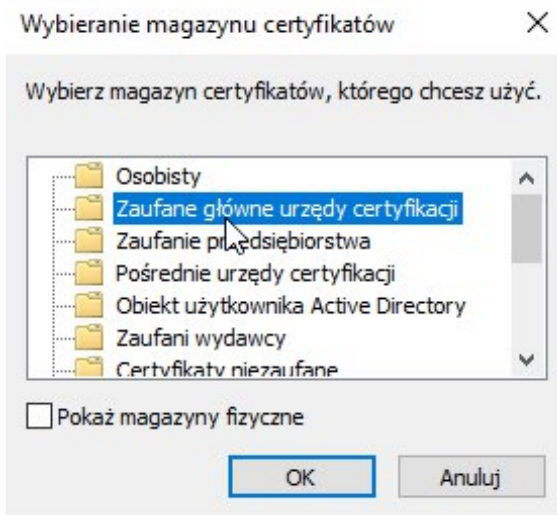 Wybieranie magazynu certyfikatów
Wybierz magazyn certyfikatów, którego chcesz użyć.
Osobisty
Zaufane główne urzędy certyfikacji
Zaufanie przedsiębiorstwa
Pośrednie urzędy certyfikacji
Obiekt użytkownika Active Directory
Zaufani wydawcy
Certyfikaty niezaufane
Pokaż magazyny fizyczne
OK
Anuluj